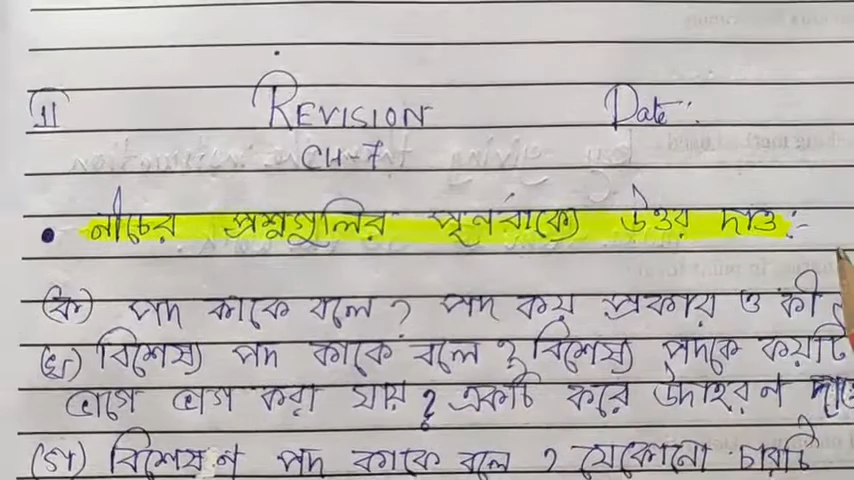 11 REVISION Date:
CH-7
• নীচের প্রশ্নগুলির পূর্ণবাক্যে উত্তর দাও :-
(ক) পদ কাকে বলে ? পদ কয় প্রকার ও কী
(খ) বিশেষ্য পদ কাকে বলে ? বিশেষ্য পদকে কয়টি
ভাগে ভাগ করা যায় ? একটি করে উদাহরণ দাও
(গ) বিশেষণ পদ কাকে বলে ? যেকোনো চারটি